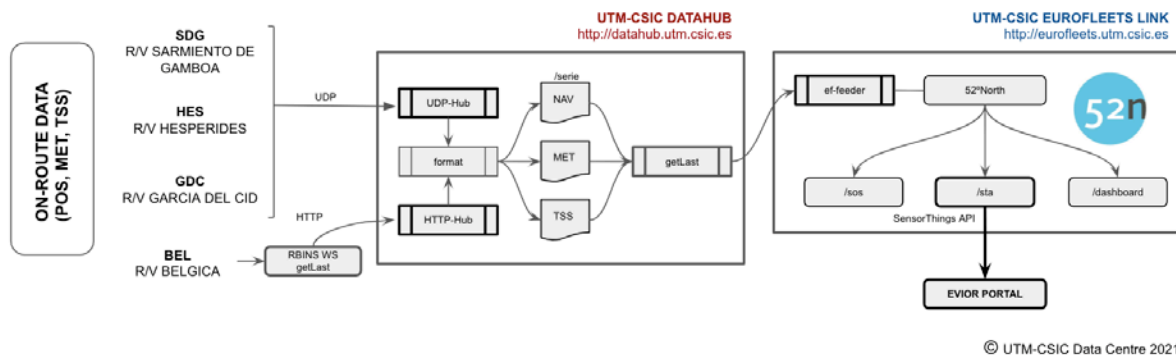 ON-ROUTE DATA
(POS, MET, TSS)
SDG
R/V SARMIENTO DE
GAMBOA
HES
R/V HESPERIDES
GDC
R/V GARCIA DEL CID
BEL
R/V BELGICA
UDP
HTTP
RBINS WS
getLast
UTM-CSIC DATAHUB
http://datahub.utm.csic.es
UDP-Hub
format
HTTP-Hub
/serie
NAV
MET
TSS
getLast
UTM-CSIC EUROFLEETS LINK
http://eurofleets.utm.csic.es
ef-feeder
52ºNorth
52n
/sos
/sta
/dashboard
SensorThings API
EVIOR PORTAL
© UTM-CSIC Data Centre 2021